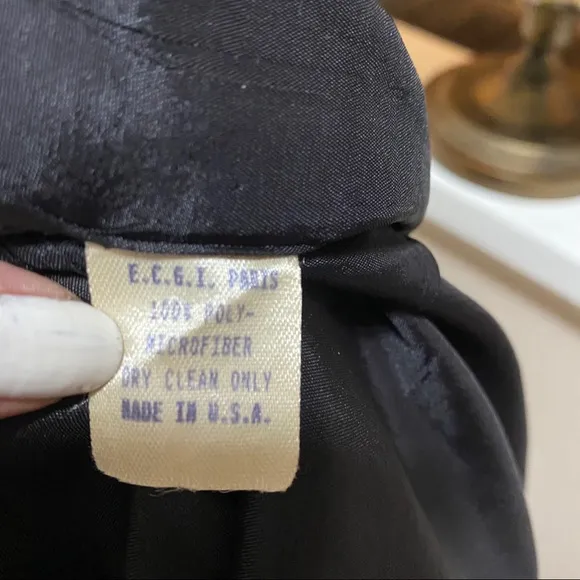 E.C.G.I. PARIS
100% POLY-
MICROFIBER
DRY CLEAN ONLY
MADE IN U.S.A.